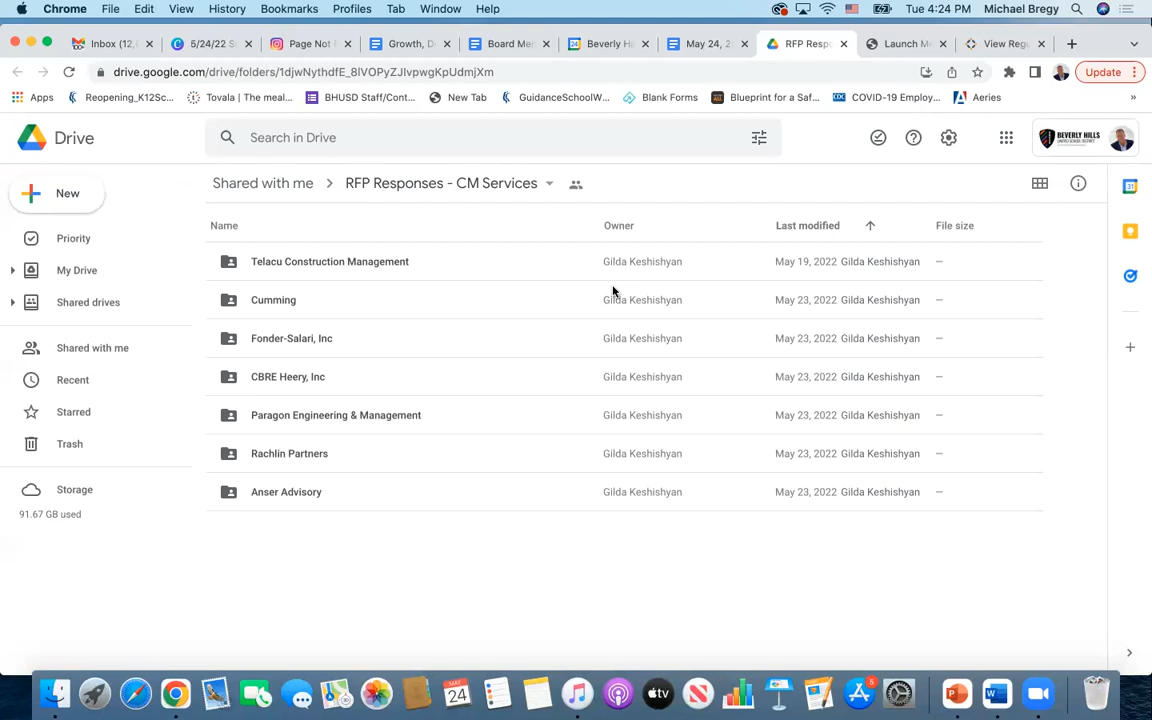 Chrome File Edit View History Bookmarks Profiles Tab Window Help Tue 4:24 PM Michael Bregy
Inbox (12, 5/24/22 S Page Not Growth, D Board Me Beverly Ha May 24, 2 RFP Resp Launch M View Reg
drive.google.com/drive/folders/ Update
Apps Reopening_K12Sc... Tovala | The meal... BHUSD Staff/Cont... New Tab GuidanceSchoolW... Blank Forms Blueprint for a Saf... COVID-19 Employ... Aeries »
Drive Search in Drive BEVERLY HILLS
New
Shared with me > RFP Responses - CM Services
Name Owner Last modified File size
Priority
My Drive
Shared drives
Shared with me
Recent
Starred
Trash
Storage
91.67 GB used
Telacu Construction Management Gilda Keshishyan May 19, 2022 Gilda Keshishyan –
Cumming Gilda Keshishyan May 23, 2022 Gilda Keshishyan –
Fonder-Salari, Inc Gilda Keshishyan May 23, 2022 Gilda Keshishyan –
CBRE Heery, Inc Gilda Keshishyan May 23, 2022 Gilda Keshishyan –
Paragon Engineering & Management Gilda Keshishyan May 23, 2022 Gilda Keshishyan –
Rachlin Partners Gilda Keshishyan May 23, 2022 Gilda Keshishyan –
Anser Advisory Gilda Keshishyan May 23, 2022 Gilda Keshishyan –
MAY 24 tv 5 P W